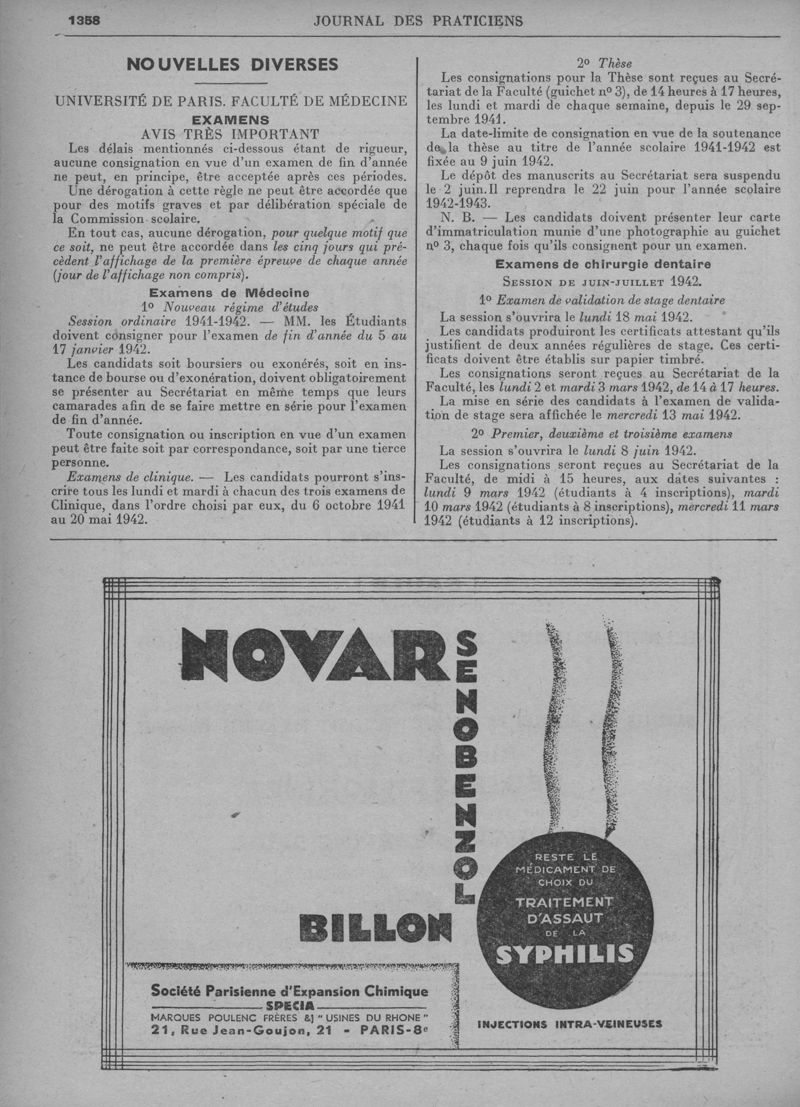 1358
JOURNAL DES PRATICIENS
NOUVELLES DIVERSES
UNIVERSITÉ DE PARIS. FACULTÉ DE MÉDECINE
EXAMENS
AVIS TRÈS IMPORTANT
Les délais mentionnés ci-dessous étant de rigueur,
aucune consignation en vue d'un examen de fin d'année
ne peut, en principe, être acceptée après ces périodes.
Une dérogation à cette règle ne peut être accordée que
pour des motifs graves et par délibération spéciale de
la Commission scolaire.
En tout cas, aucune dérogation, pour quelque motif que
ce soit, ne peut être accordée dans les cinq jours qui pré-
cèdent l'affichage de la première épreuve de chaque année
(jour de l'affichage non compris).
Examens de Médecine
1º Nouveau régime d'études
Session ordinaire 1941-1942. — MM. les Étudiants
doivent consigner pour l'examen de fin d'année du 5 au
17 janvier 1942.
Les candidats soit boursiers ou exonérés, soit en ins-
tance de bourse ou d'exonération, doivent obligatoirement
se présenter au Secrétariat en même temps que leurs
camarades afin de se faire mettre en série pour l'examen
de fin d'année.
Toute consignation ou inscription en vue d'un examen
peut être faite soit par correspondance, soit par une tierce
personne.
Examens de clinique. — Les candidats pourront s'ins-
crire tous les lundi et mardi à chacun des trois examens de
Clinique, dans l'ordre choisi par eux, du 6 octobre 1941
au 20 mai 1942.
2º Thèse
Les consignations pour la Thèse sont reçues au Secré-
tariat de la Faculté (guichet nº 3), de 14 heures à 17 heures,
les lundi et mardi de chaque semaine, depuis le 29 sep-
tembre 1941.
La date-limite de consignation en vue de la soutenance
de la thèse au titre de l'année scolaire 1941-1942 est
fixée au 9 juin 1942.
Le dépôt des manuscrits au Secrétariat sera suspendu
le 2 juin. Il reprendra le 22 juin pour l'année scolaire
1942-1943.
N. B. — Les candidats doivent présenter leur carte
d'immatriculation munie d'une photographie au guichet
nº 3, chaque fois qu'ils consignent pour un examen.
Examens de chirurgie dentaire
SESSION DE JUIN-JUILLET 1942.
1º Examen de validation de stage dentaire
La session s'ouvrira le lundi 18 mai 1942.
Les candidats produiront les certificats attestant qu'ils
justifient de deux années régulières de stage. Ces certi-
ficats doivent être établis sur papier timbré.
Les consignations seront reçues au Secrétariat de la
Faculté, les lundi 2 et mardi 3 mars 1942, de 14 à 17 heures.
La mise en série des candidats à l'examen de valida-
tion de stage sera affichée le mercredi 13 mai 1942.
2º Premier, deuxième et troisième examens
La session s'ouvrira le lundi 8 juin 1942.
Les consignations seront reçues au Secrétariat de la
Faculté, de midi à 15 heures, aux dates suivantes :
lundi 9 mars 1942 (étudiants à 4 inscriptions), mardi
10 mars 1942 (étudiants à 8 inscriptions), mercredi 11 mars
1942 (étudiants à 12 inscriptions).
NOVARSENOBENZOL
BILLON
RESTE LE
MÉDICAMENT DE
CHOIX DU
TRAITEMENT
D'ASSAUT
DE LA
SYPHILIS
Société Parisienne d'Expansion Chimique
SPECIA
MARQUES POULENC FRÈRES & "USINES DU RHONE"
21, Rue Jean-Goujon, 21 - PARIS-8e
INJECTIONS INTRA-VEINEUSES